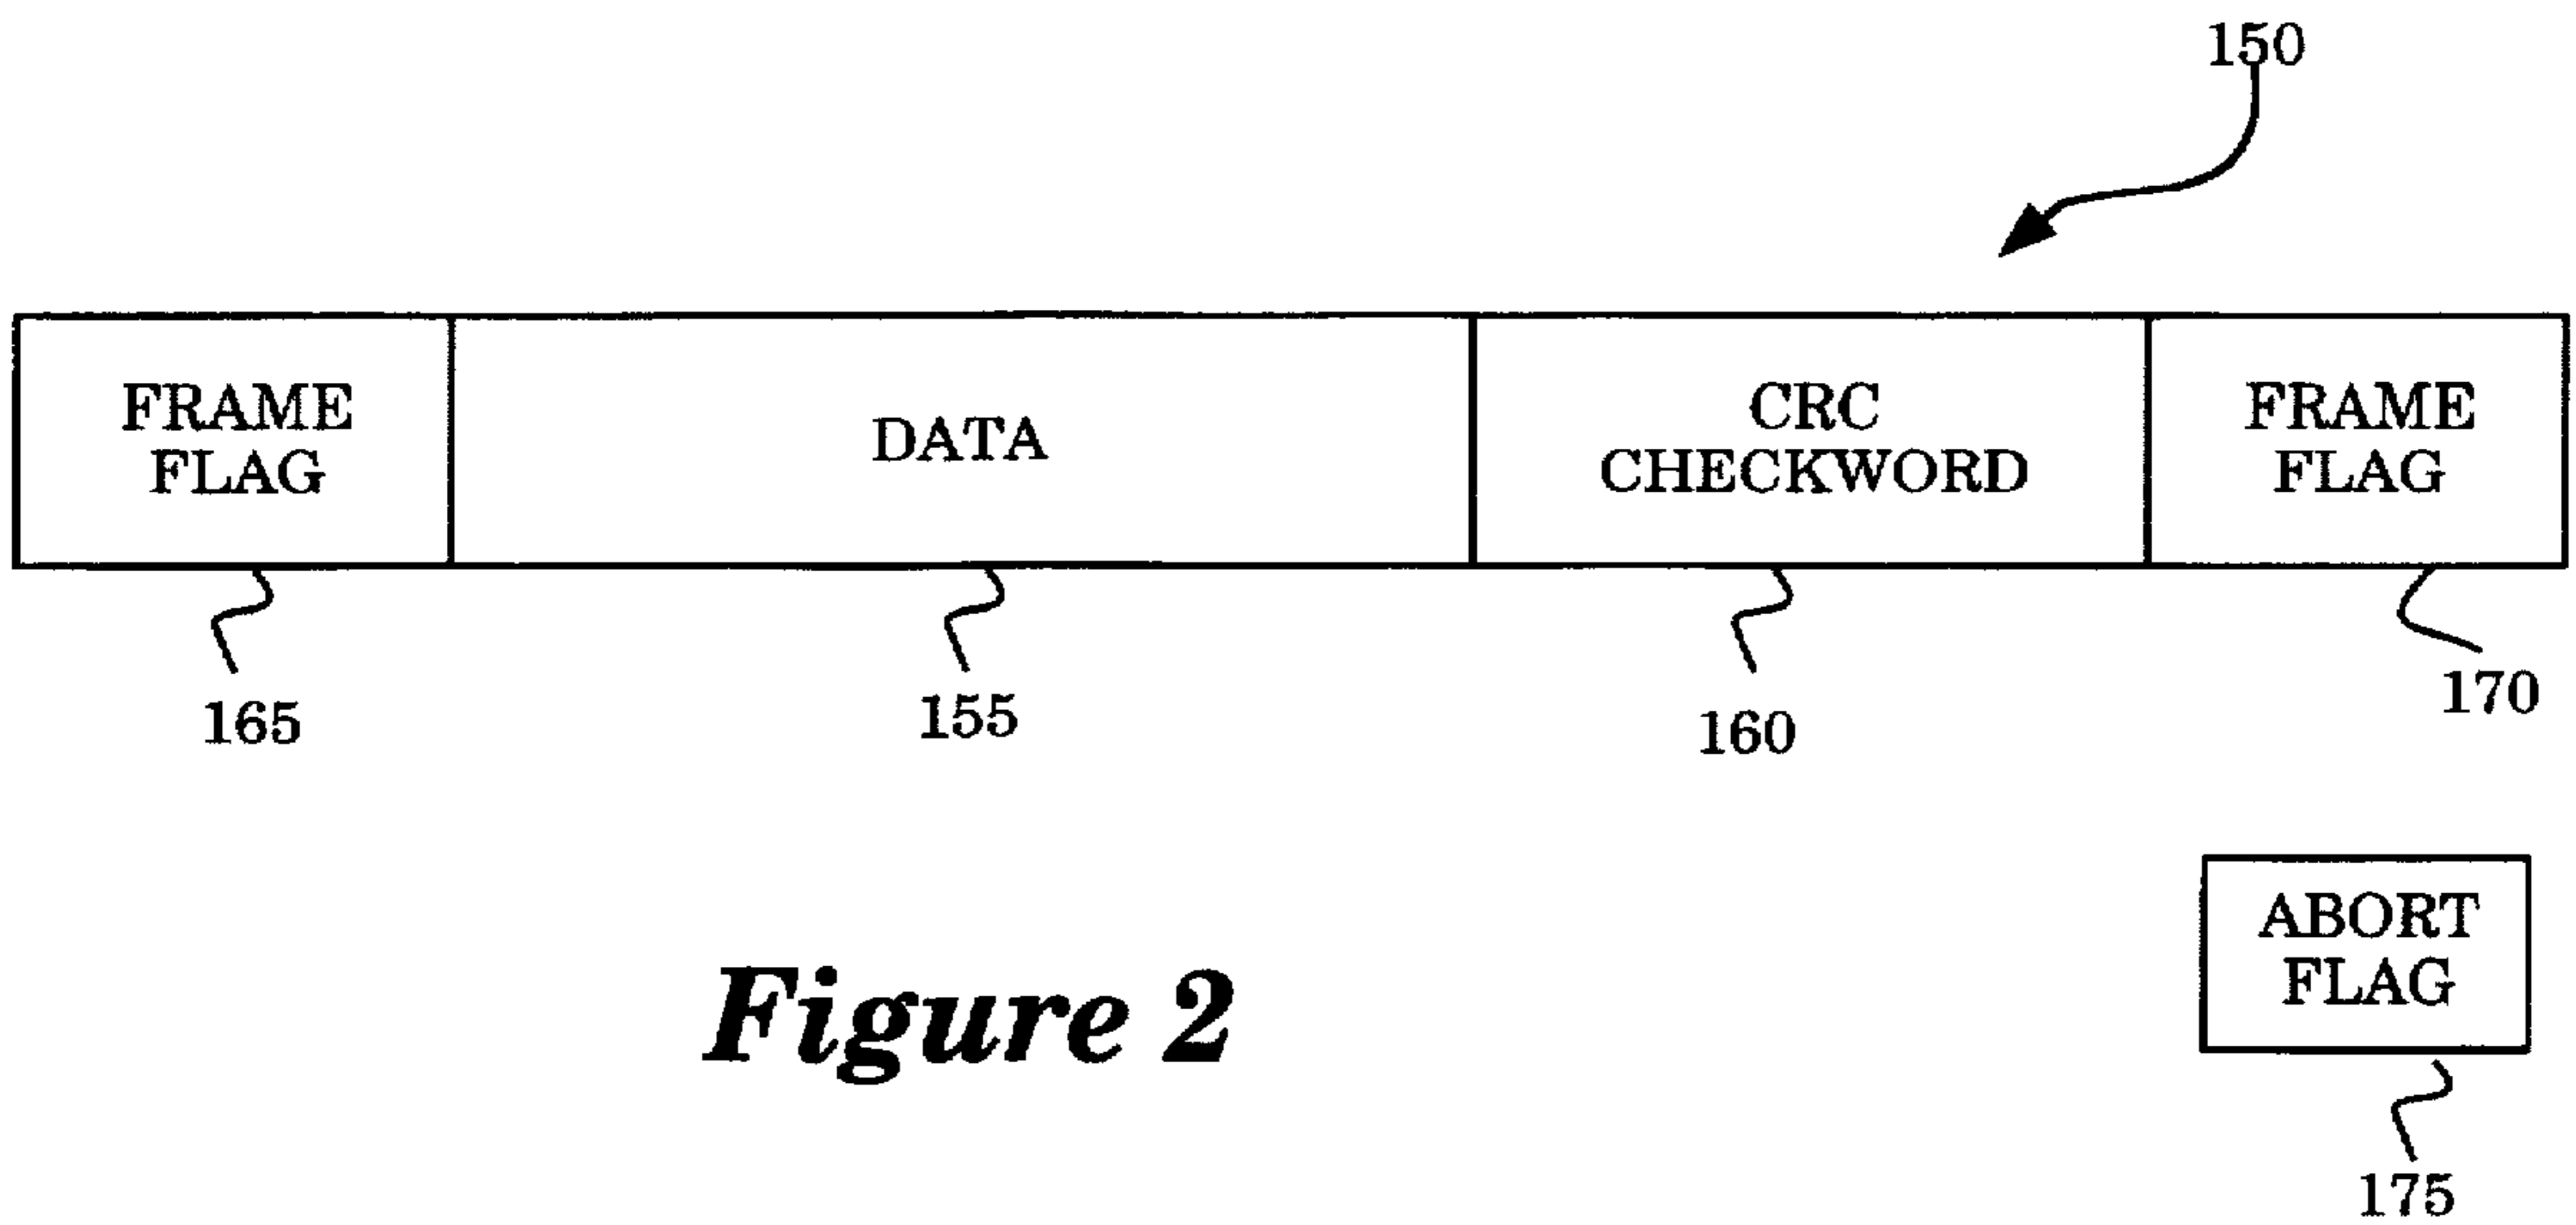 150
FRAME
FLAG
DATA
CRC
CHECKWORD
FRAME
FLAG
165
155
160
170
ABORT
FLAG
175
Figure 2